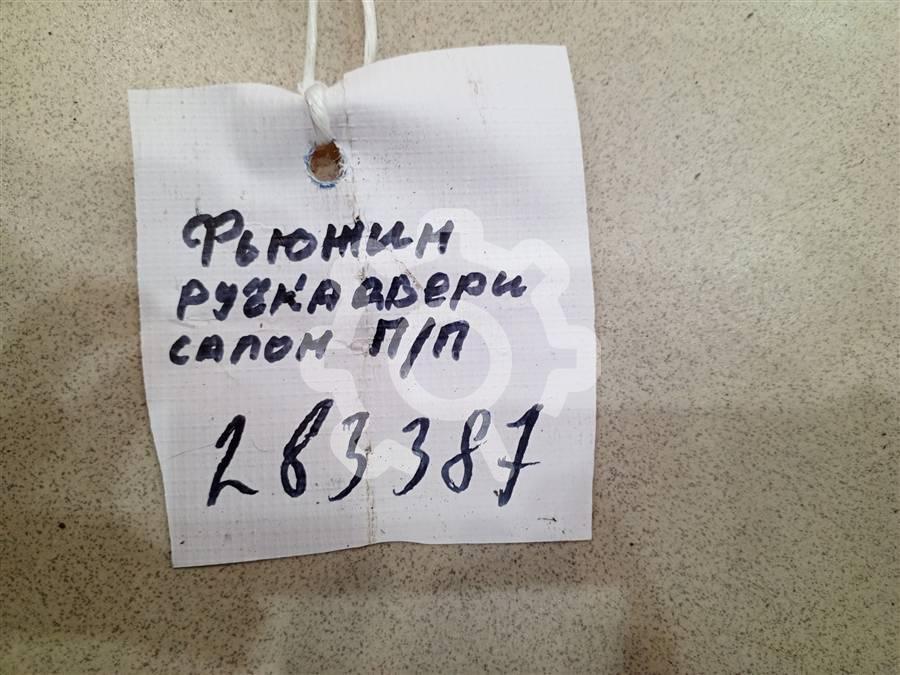 Фьюжин
ручка двери
салон П/П
283387